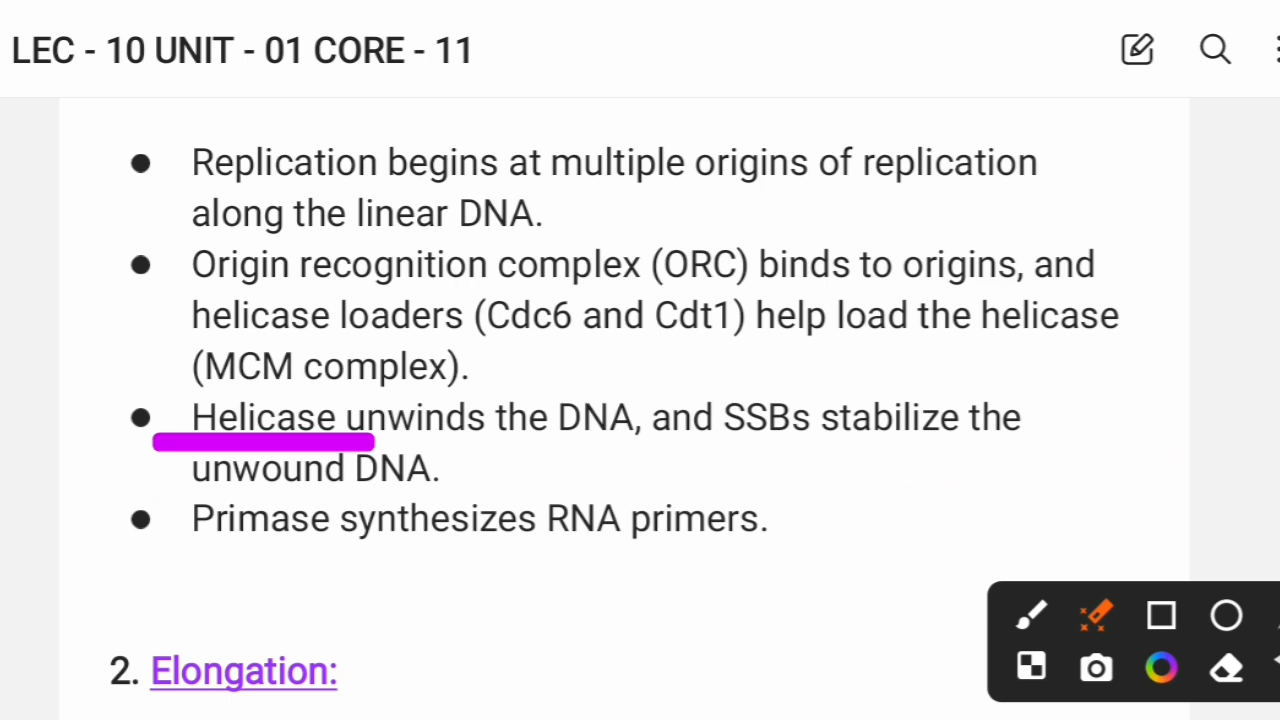 LEC - 10 UNIT - 01 CORE - 11
● Replication begins at multiple origins of replication
along the linear DNA.
● Origin recognition complex (ORC) binds to origins, and
helicase loaders (Cdc6 and Cdt1) help load the helicase
(MCM complex).
● Helicase unwinds the DNA, and SSBs stabilize the
unwound DNA.
● Primase synthesizes RNA primers.
2. Elongation: